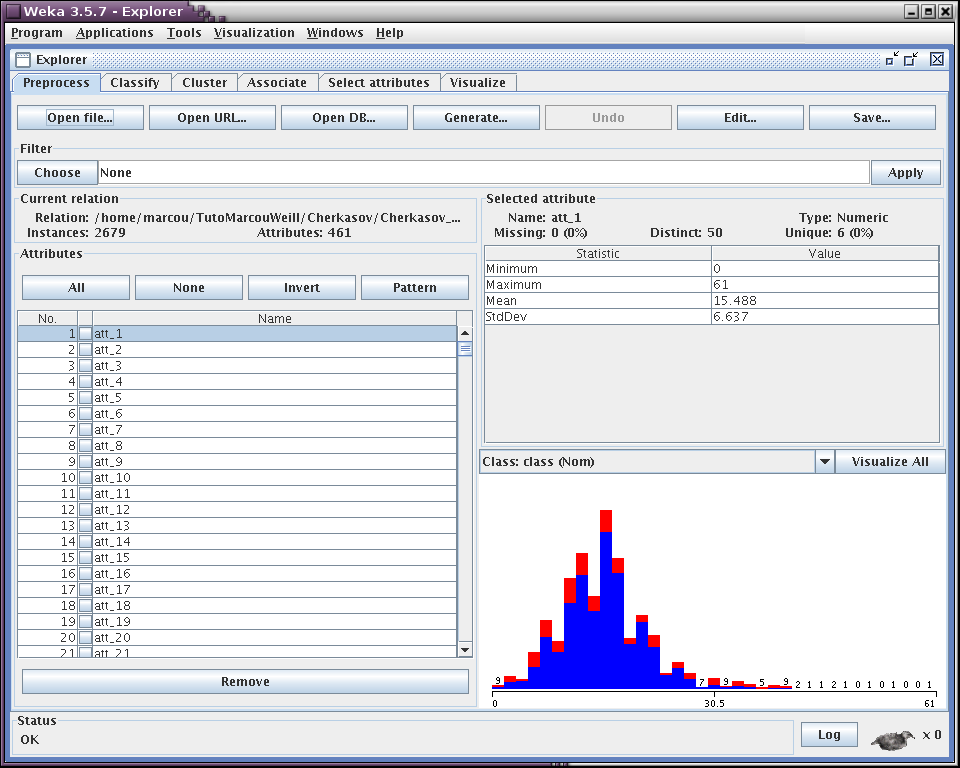 Weka 3.5.7 - Explorer
Program Applications Tools Visualization Windows Help
Explorer
Preprocess Classify Cluster Associate Select attributes Visualize
Open file... Open URL... Open DB... Generate... Undo Edit... Save...
Filter
Choose None Apply
Current relation
Relation: /home/marcou/TutoMarcouWeill/Cherkasov/Cherkasov_...
Instances: 2679 Attributes: 461
Attributes
All None Invert Pattern
No. Name
1 att_1
2 att_2
3 att_3
4 att_4
5 att_5
6 att_6
7 att_7
8 att_8
9 att_9
10 att_10
11 att_11
12 att_12
13 att_13
14 att_14
15 att_15
16 att_16
17 att_17
18 att_18
19 att_19
20 att_20
21 att_21
Remove
Selected attribute
Name: att_1 Type: Numeric
Missing: 0 (0%) Distinct: 50 Unique: 6 (0%)
Statistic Value
Minimum 0
Maximum 61
Mean 15.488
StdDev 6.637
Class: class (Nom) Visualize All
9 7 9 5 9 2 1 1 2 1 0 1 0 1 0 0 1
0 30.5 61
Status
OK
Log x 0